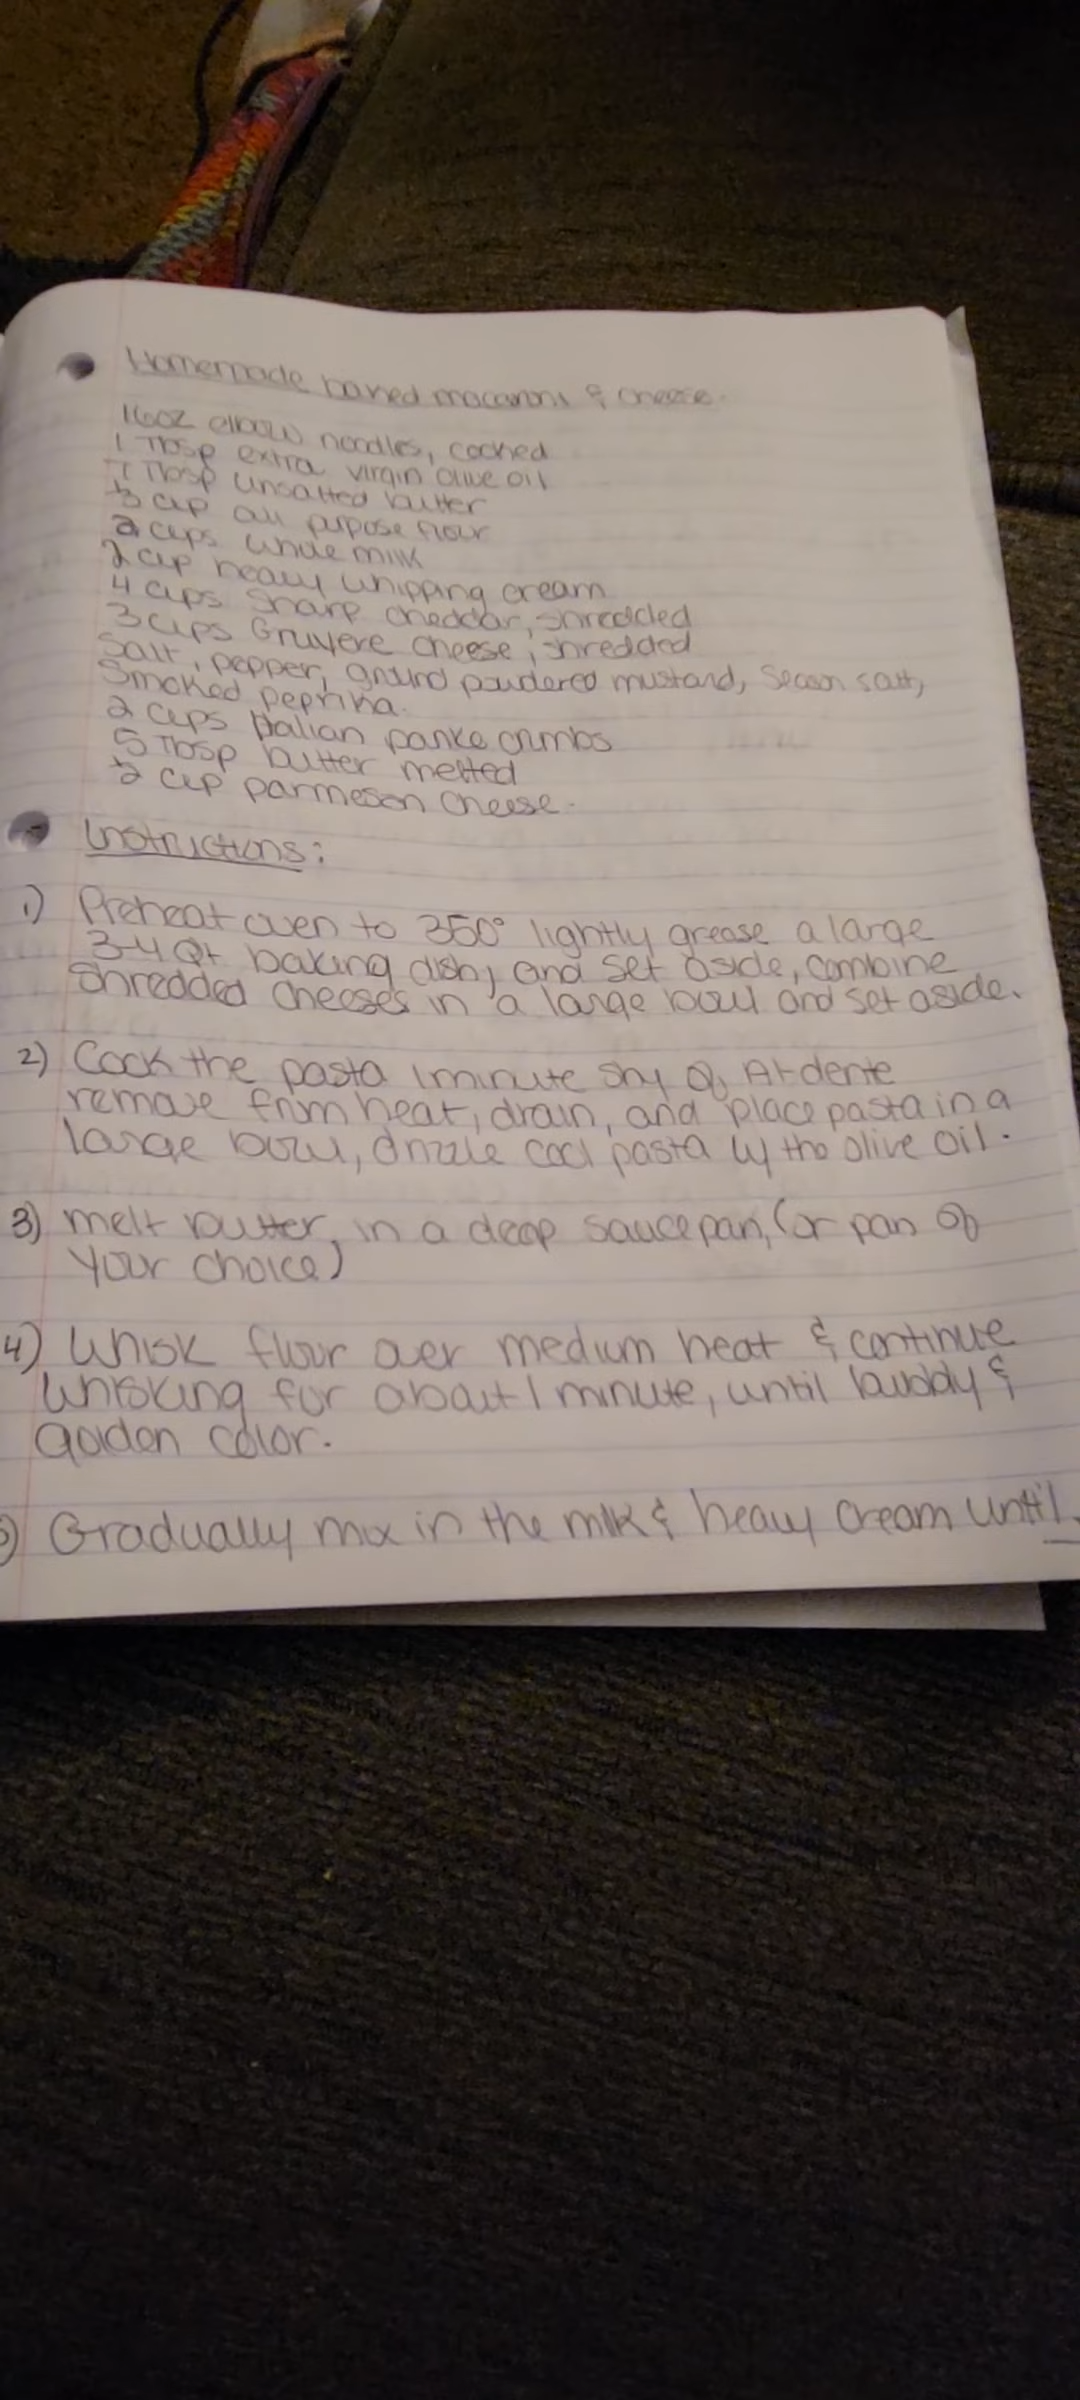 Homemade baked macaroni & cheese.
16oz elbow noodles, cooked
1 Tbsp extra virgin olive oil
7 Tbsp unsalted butter
cup all purpose flour
2 cups whole milk
cup heavy whipping cream
4 cups sharp cheddar, shredded
3 cups Gruyere cheese, shredded
Salt, pepper, ground powdered mustard, Season salt,
Smoked peprika.
2 cups Italian panke crumbs
5 Tbsp butter melted
½ cup parmesan cheese.
Instructions:
1) Preheat oven to 350° lightly grease a large
3-4 Qt baking dish, and set aside, combine
Shredded cheeses in a large bowl and set aside.
2) Cook the pasta 1 minute shy of Al dente
remove from heat, drain, and place pasta in a
large bowl, drizzle cool pasta w/ the olive oil.
3) melt butter, in a deep saucepan, (or pan of
your choice)
4) Whisk flour over medium heat & continue
whisking for about 1 minute, until bubbly &
golden color.
5) Gradually mix in the milk & heavy cream until